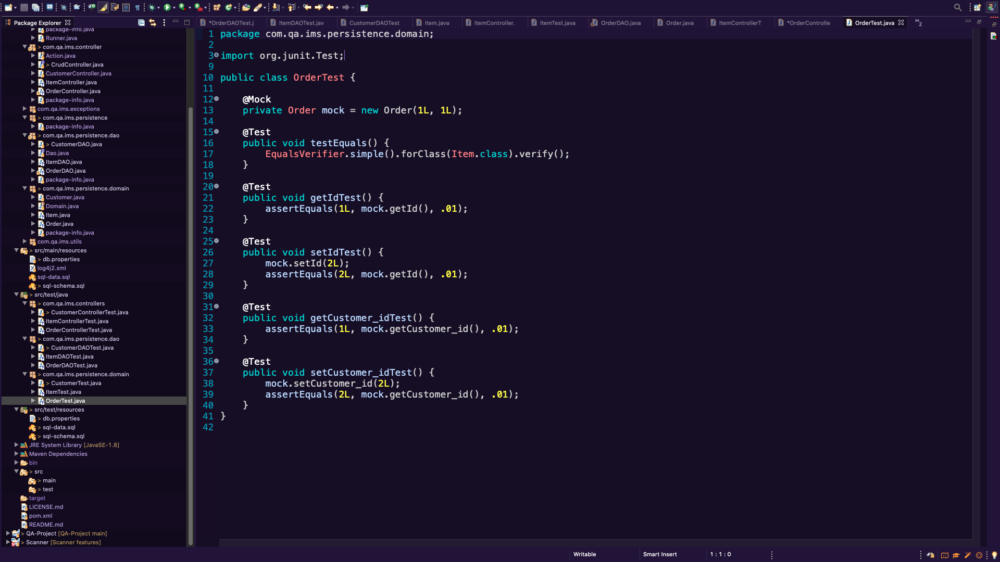 Package Explorer
package-info.java
Runner.java
> com.qa.ims.controller
Action.java
> CrudController.java
CustomerController.java
ItemController.java
OrderController.java
package-info.java
com.qa.ims.exceptions
> com.qa.ims.persistence
package-info.java
> com.qa.ims.persistence.dao
> CustomerDAO.java
Dao.java
ItemDAO.java
OrderDAO.java
package-info.java
> com.qa.ims.persistence.domain
Customer.java
Domain.java
Item.java
Order.java
package-info.java
com.qa.ims.utils
> src/main/resources
> db.properties
log4j2.xml
sql-data.sql
> sql-schema.sql
> src/test/java
> com.qa.ims.controllers
> CustomerControllerTest.java
ItemControllerTest.java
OrderControllerTest.java
> com.qa.ims.persistence.dao
> CustomerDAOTest.java
ItemDAOTest.java
OrderDAOTest.java
> com.qa.ims.persistence.domain
> CustomerTest.java
ItemTest.java
OrderTest.java
> src/test/resources
> db.properties
> sql-data.sql
> sql-schema.sql
JRE System Library [JavaSE-1.8]
Maven Dependencies
bin
> src
> main
> test
target
LICENSE.md
pom.xml
README.md
> QA-Project [QA-Project main]
> Scanner [Scanner features]
*OrderDAOTest.j ItemDAOTest.jav CustomerDAOTest Item.java ItemController. ItemTest.java OrderDAO.java Order.java ItemControllerT *OrderControlle OrderTest.java »2
1 package com.qa.ims.persistence.domain;
2
3 import org.junit.Test;
9
10 public class OrderTest {
11
12 @Mock
13 private Order mock = new Order(1L, 1L);
14
15 @Test
16 public void testEquals() {
17 EqualsVerifier.simple().forClass(Item.class).verify();
18 }
19
20 @Test
21 public void getIdTest() {
22 assertEquals(1L, mock.getId(), .01);
23 }
24
25 @Test
26 public void setIdTest() {
27 mock.setId(2L);
28 assertEquals(2L, mock.getId(), .01);
29 }
30
31 @Test
32 public void getCustomer_idTest() {
33 assertEquals(1L, mock.getCustomer_id(), .01);
34 }
35
36 @Test
37 public void setCustomer_idTest() {
38 mock.setCustomer_id(2L);
39 assertEquals(2L, mock.getCustomer_id(), .01);
40 }
41 }
42
Writable Smart Insert 1 : 1 : 0